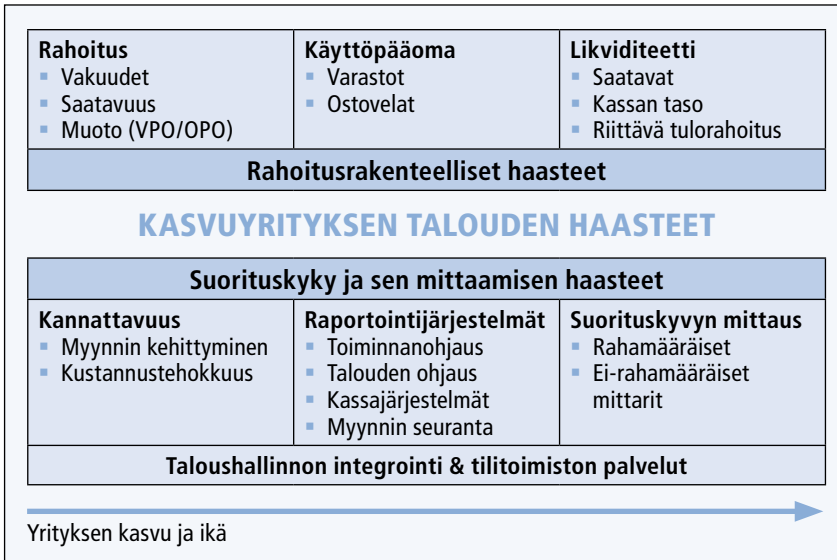 Rahoitus
▪ Vakuudet
▪ Saatavuus
▪ Muoto (VPO/OPO)
Käyttöpääoma
▪ Varastot
▪ Ostovelat
Likviditeetti
▪ Saatavat
▪ Kassan taso
▪ Riittävä tulorahoitus
Rahoitusrakenteelliset haasteet
KASVUYRITYKSEN TALOUDEN HAASTEET
Suorituskyky ja sen mittaamisen haasteet
Kannattavuus
▪ Myynnin kehittyminen
▪ Kustannustehokkuus
Raportointijärjestelmät
▪ Toiminnanohjaus
▪ Talouden ohjaus
▪ Kassajärjestelmät
▪ Myynnin seuranta
Suorituskyvyn mittaus
▪ Rahamääräiset
▪ Ei-rahamääräiset
mittarit
Taloushallinnon integrointi & tilitoimiston palvelut
Yrityksen kasvu ja ikä